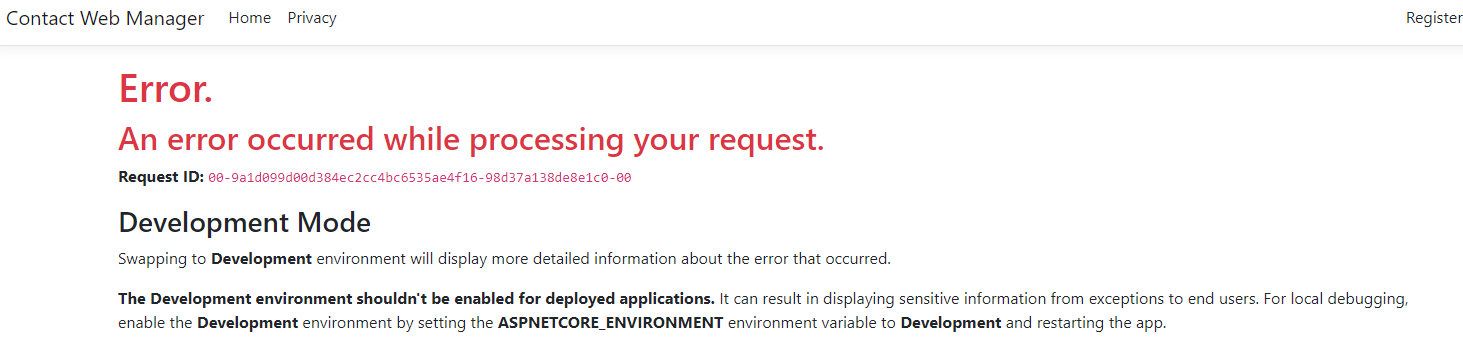 Contact Web Manager Home Privacy Register
Error.
An error occurred while processing your request.
Request ID: 00-9a1d099d00d384ec2cc4bc6535ae4f16-98d37a138de8e1c0-00
Development Mode
Swapping to Development environment will display more detailed information about the error that occurred.
The Development environment shouldn't be enabled for deployed applications. It can result in displaying sensitive information from exceptions to end users. For local debugging,
enable the Development environment by setting the ASPNETCORE_ENVIRONMENT environment variable to Development and restarting the app.